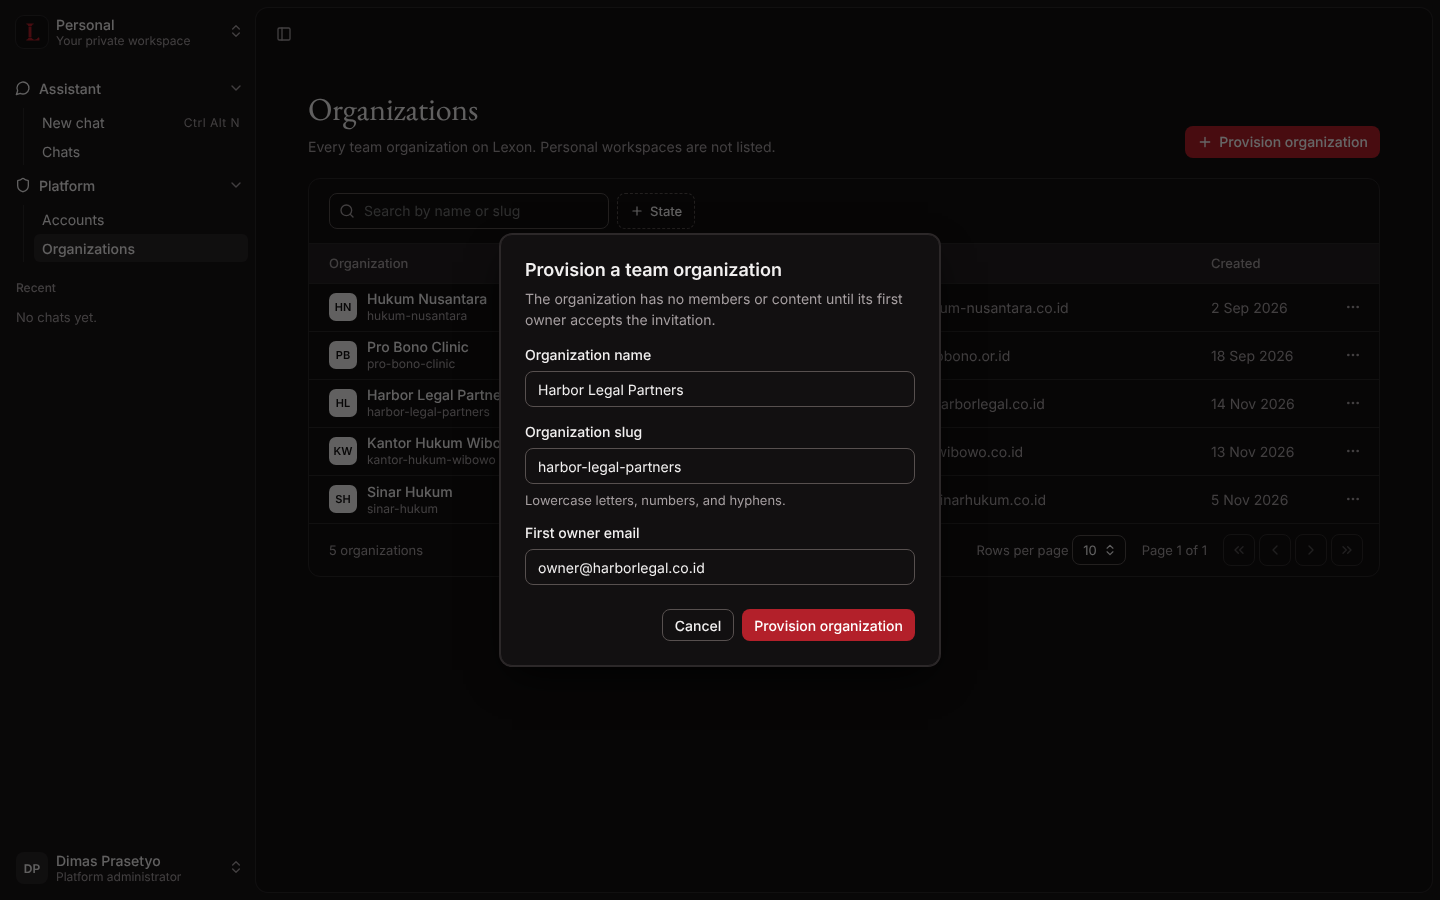 L
Personal
Your private workspace
Assistant
New chat
Ctrl Alt N
Chats
Platform
Accounts
Organizations
Recent
No chats yet.
DP
Dimas Prasetyo
Platform administrator
Organizations
Every team organization on Lexon. Personal workspaces are not listed.
Provision organization
Search by name or slug
State
Organization
Created
HN
Hukum Nusantara
hukum-nusantara
um-nusantara.co.id
2 Sep 2026
PB
Pro Bono Clinic
pro-bono-clinic
bono.or.id
18 Sep 2026
HL
Harbor Legal Partne
harbor-legal-partners
arborlegal.co.id
14 Nov 2026
KW
Kantor Hukum Wibo
kantor-hukum-wibowo
wibowo.co.id
13 Nov 2026
SH
Sinar Hukum
sinar-hukum
inarhukum.co.id
5 Nov 2026
5 organizations
Rows per page
10
Page 1 of 1
Provision a team organization
The organization has no members or content until its first
owner accepts the invitation.
Organization name
Harbor Legal Partners
Organization slug
harbor-legal-partners
Lowercase letters, numbers, and hyphens.
First owner email
owner@harborlegal.co.id
Cancel
Provision organization